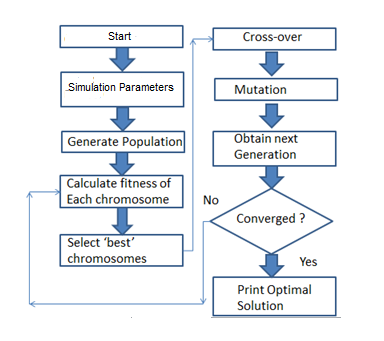 Start
Simulation Parameters
Generate Population
Calculate fitness of
Each chromosome
Select ‘best’
chromosomes
Cross-over
Mutation
Obtain next
Generation
Converged ?
No
Yes
Print Optimal
Solution